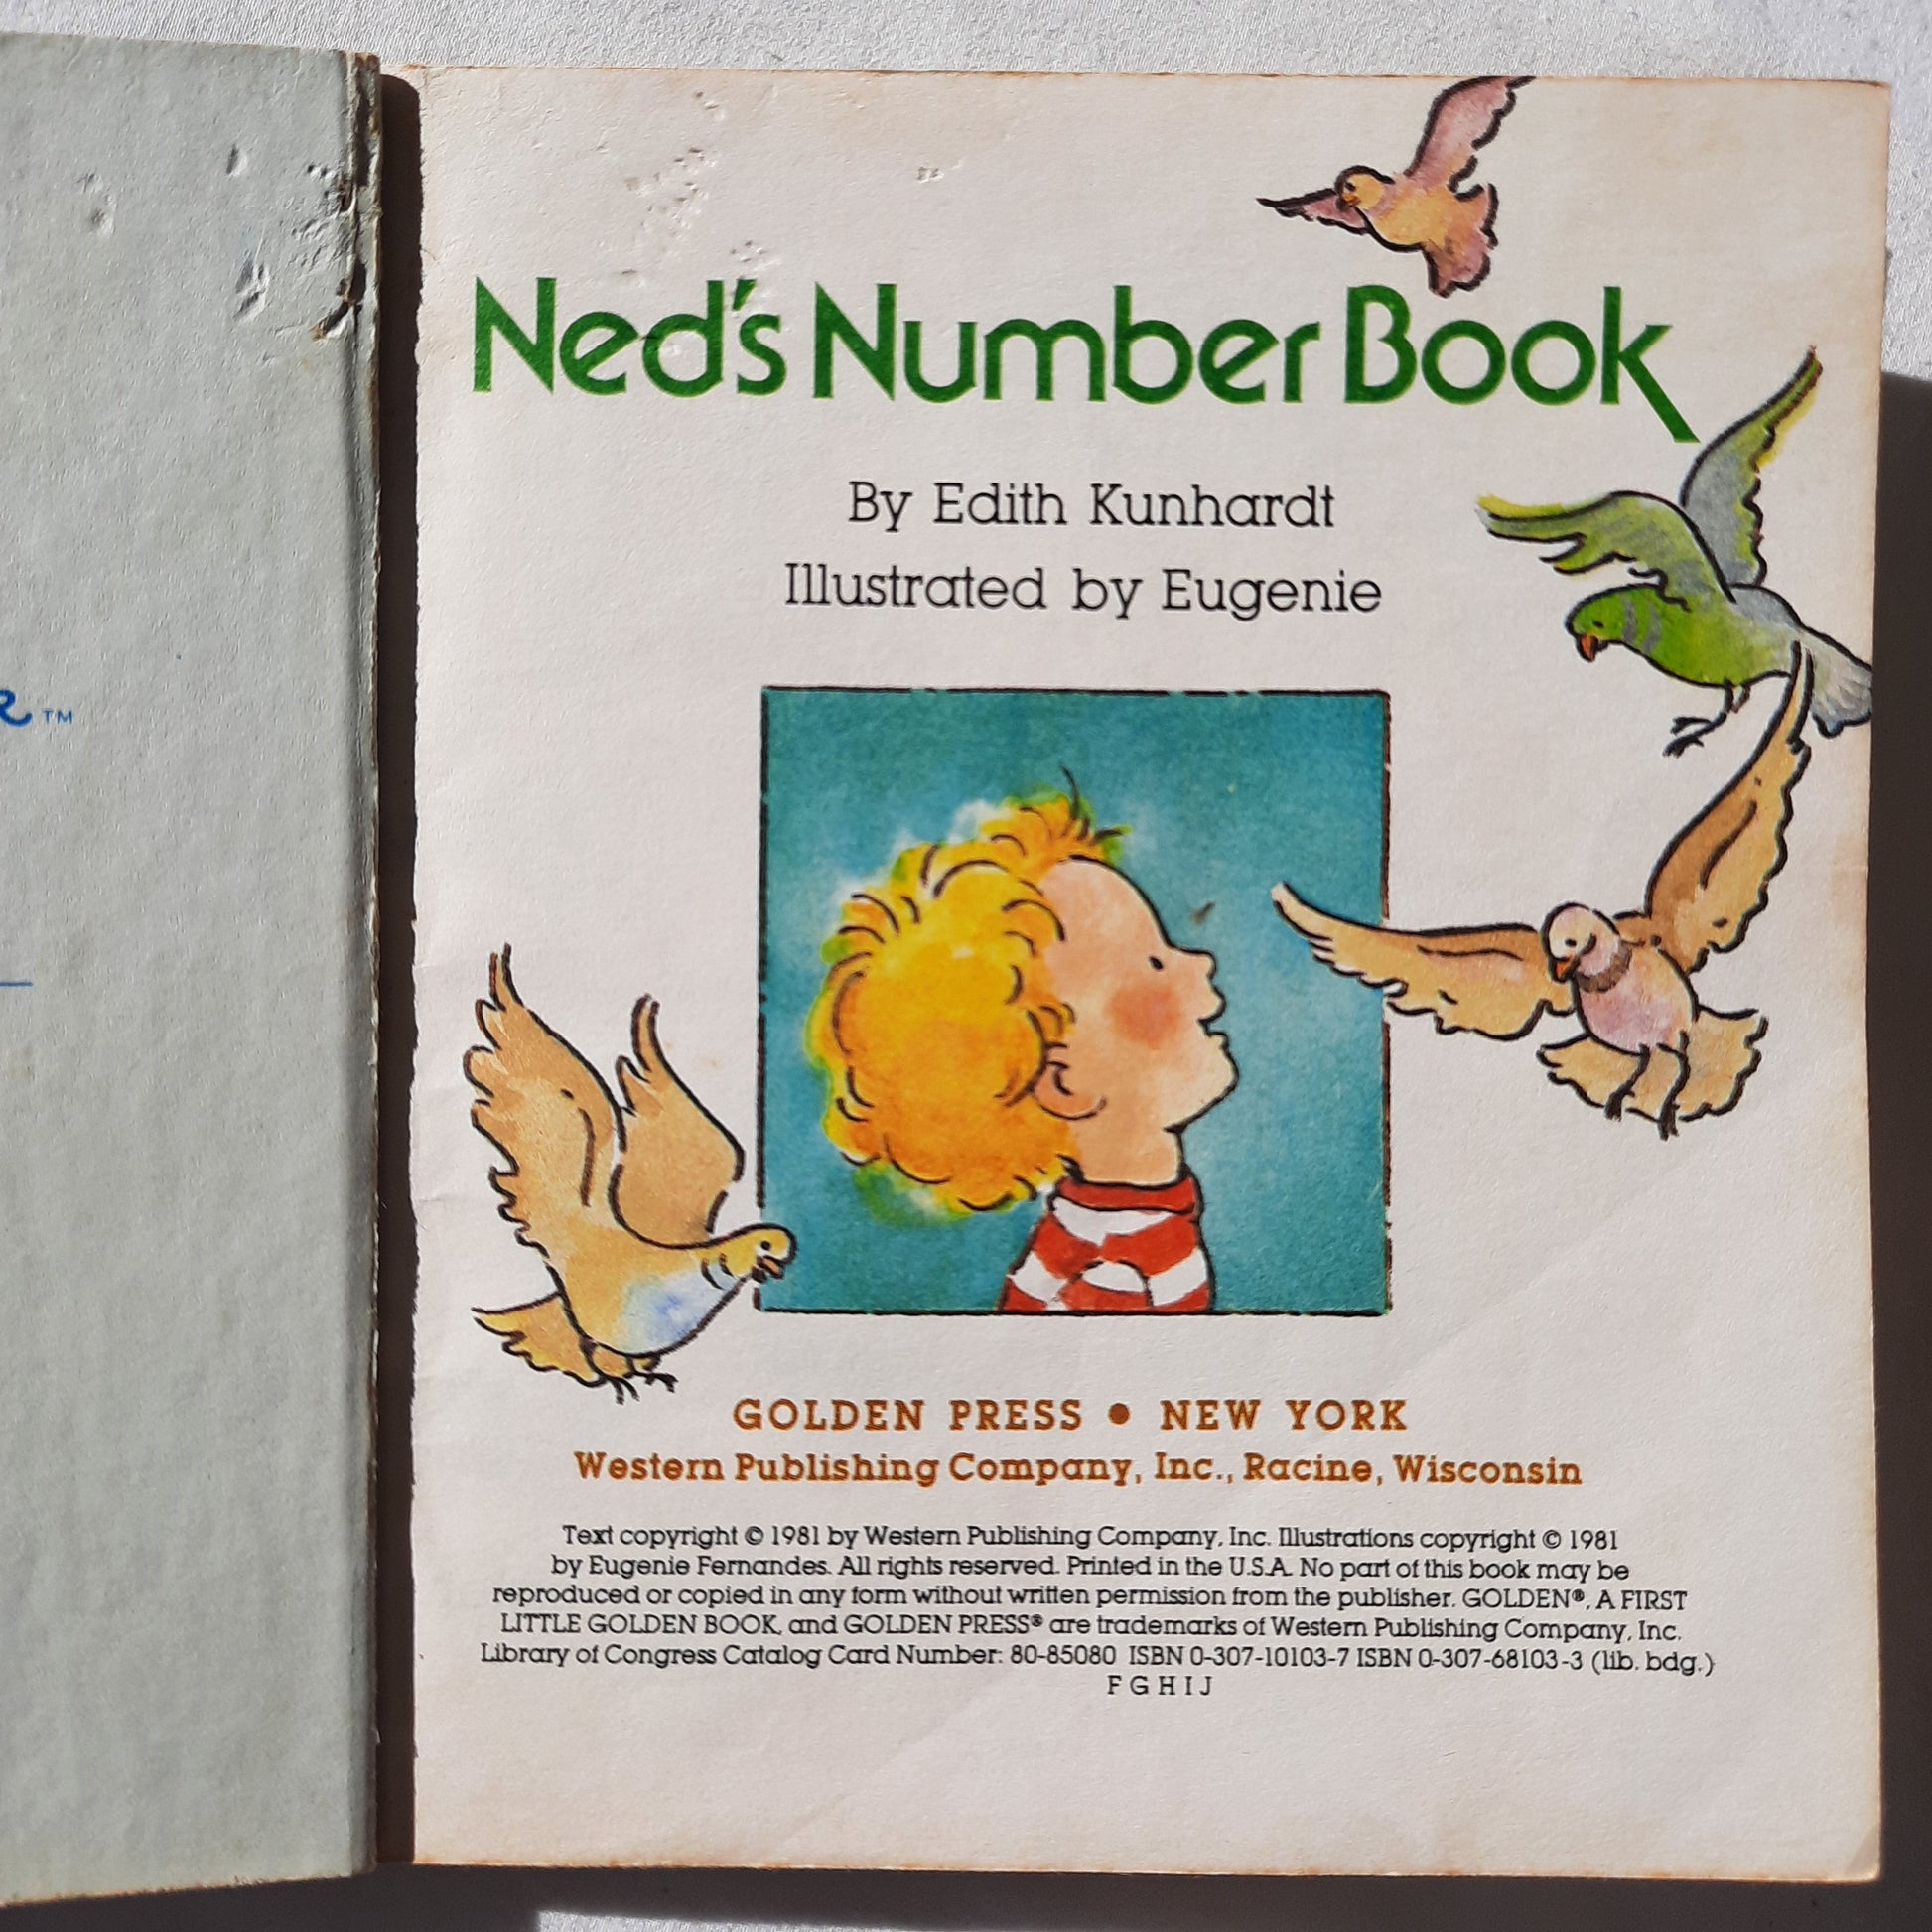 TM
Ned's Number Book
By Edith Kunhardt
Illustrated by Eugenie
GOLDEN PRESS • NEW YORK
Western Publishing Company, Inc., Racine, Wisconsin
Text copyright © 1981 by Western Publishing Company, Inc. Illustrations copyright © 1981
by Eugenie Fernandes. All rights reserved. Printed in the U.S.A. No part of this book may be
reproduced or copied in any form without written permission from the publisher. GOLDEN®, A FIRST
LITTLE GOLDEN BOOK, and GOLDEN PRESS® are trademarks of Western Publishing Company, Inc.
Library of Congress Catalog Card Number: 80-85080 ISBN 0-307-10103-7 ISBN 0-307-68103-3 (lib. bdg.)
F G H I J